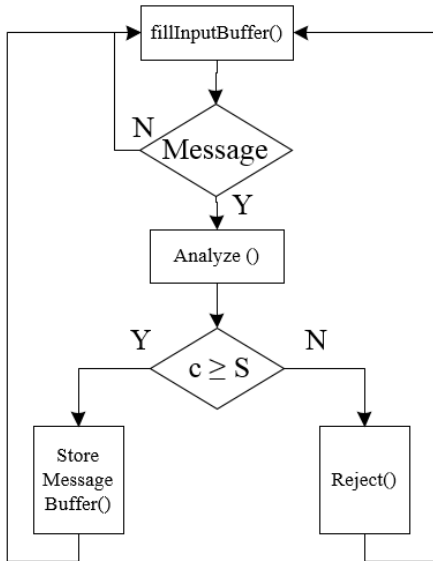 fillInputBuffer()
N
Message
Y
Analyze ()
Y
N
c ≥ S
Store
Message
Buffer()
Reject()